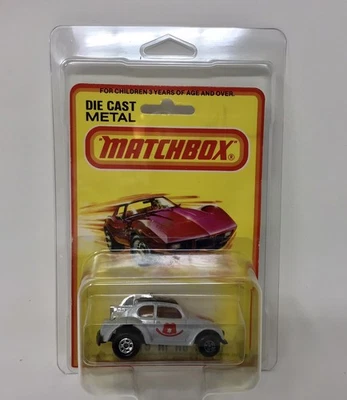 FOR CHILDREN 3 YEARS OF AGE AND OVER.
DIE CAST
METAL
MATCHBOX®